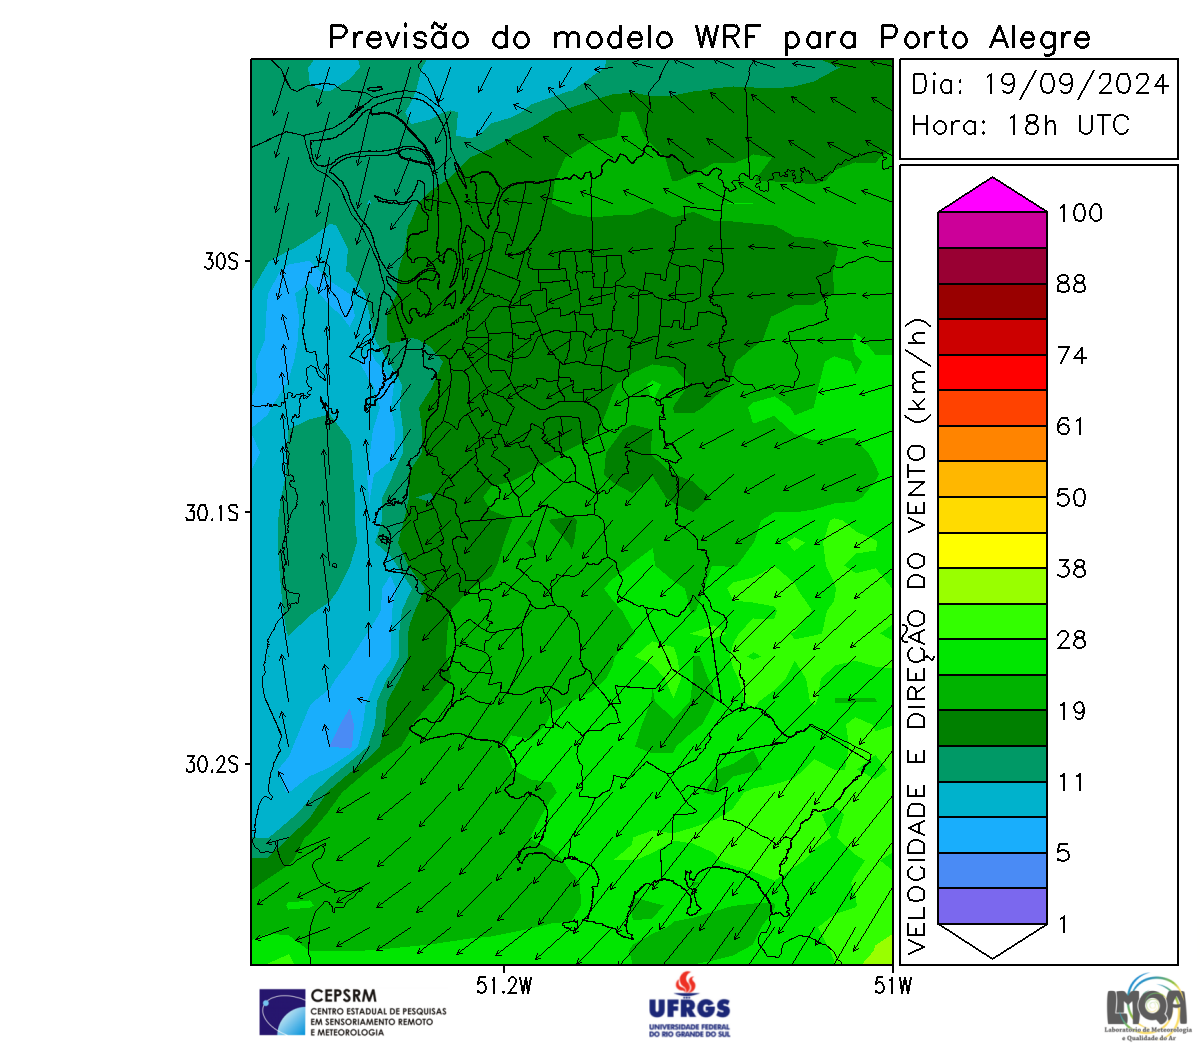 Previsão do modelo WRF para Porto Alegre
Dia: 19/09/2024
Hora: 18h UTC
30S
30.1S
30.2S
51.2W
51W
VELOCIDADE E DIREÇÃO DO VENTO (km/h)
100
88
74
61
50
38
28
19
11
5
1
CEPSRM
CENTRO ESTADUAL DE PESQUISAS
EM SENSORIAMENTO REMOTO
E METEOROLOGIA
UFRGS
UNIVERSIDADE FEDERAL
DO RIO GRANDE DO SUL
LMQA
Laboratório de Meteorologia
e Qualidade do Ar